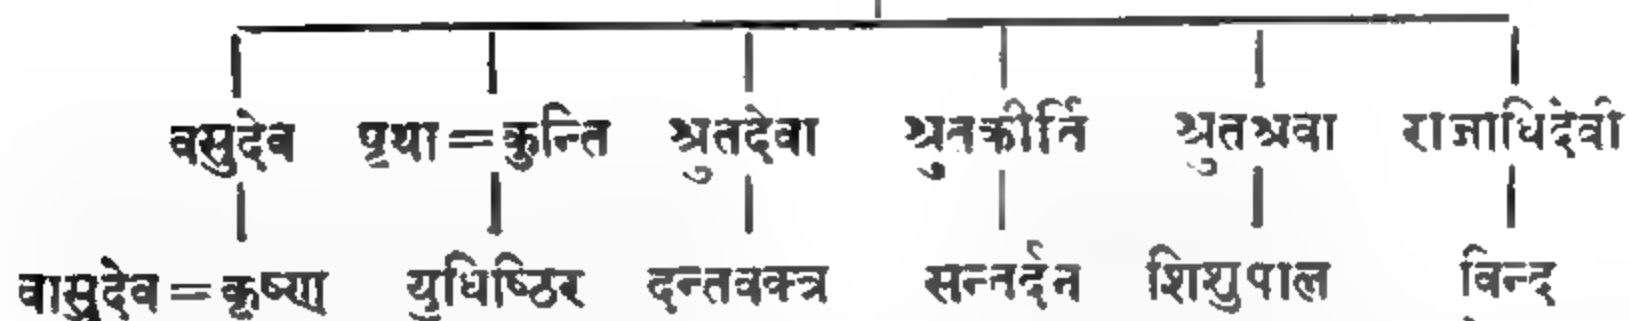 वसुदेव पृथा=कुन्ति श्रुतदेवा श्रुतकीर्ति श्रुतश्रवा राजाधिदेवी
वासुदेव=कृष्ण युधिष्ठिर दन्तवक्त्र सन्तर्दन शिशुपाल विन्द